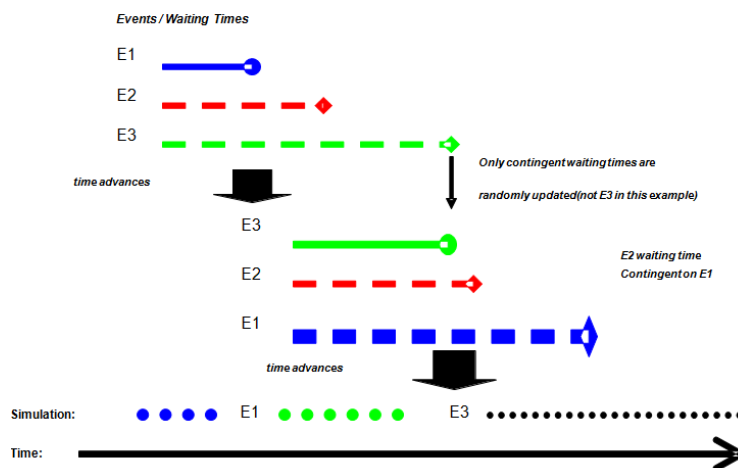 Events / Waiting Times
E1
E2
E3
Only contingent waiting times are
time advances
randomly updated(not E3 in this example)
E3
E2 waiting time
E2
Contingent on E1
E1
time advances
Simulation:
E1
E3
Time: